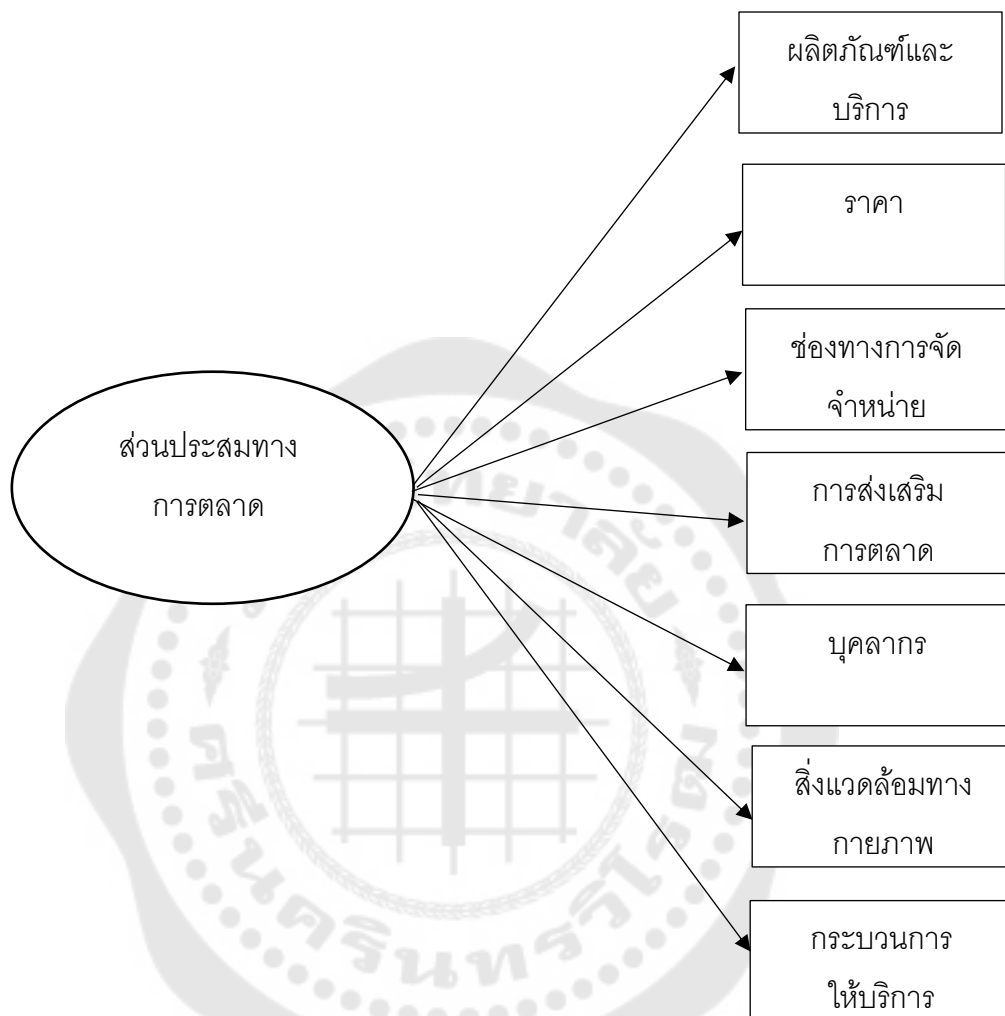 ผลิตภัณฑ์และ
บริการ
ราคา
ช่องทางการจัด
จำหน่าย
ส่วนประสมทาง
การตลาด
การส่งเสริม
การตลาด
บุคลากร
สิ่งแวดล้อมทาง
กายภาพ
กระบวนการ
ให้บริการ